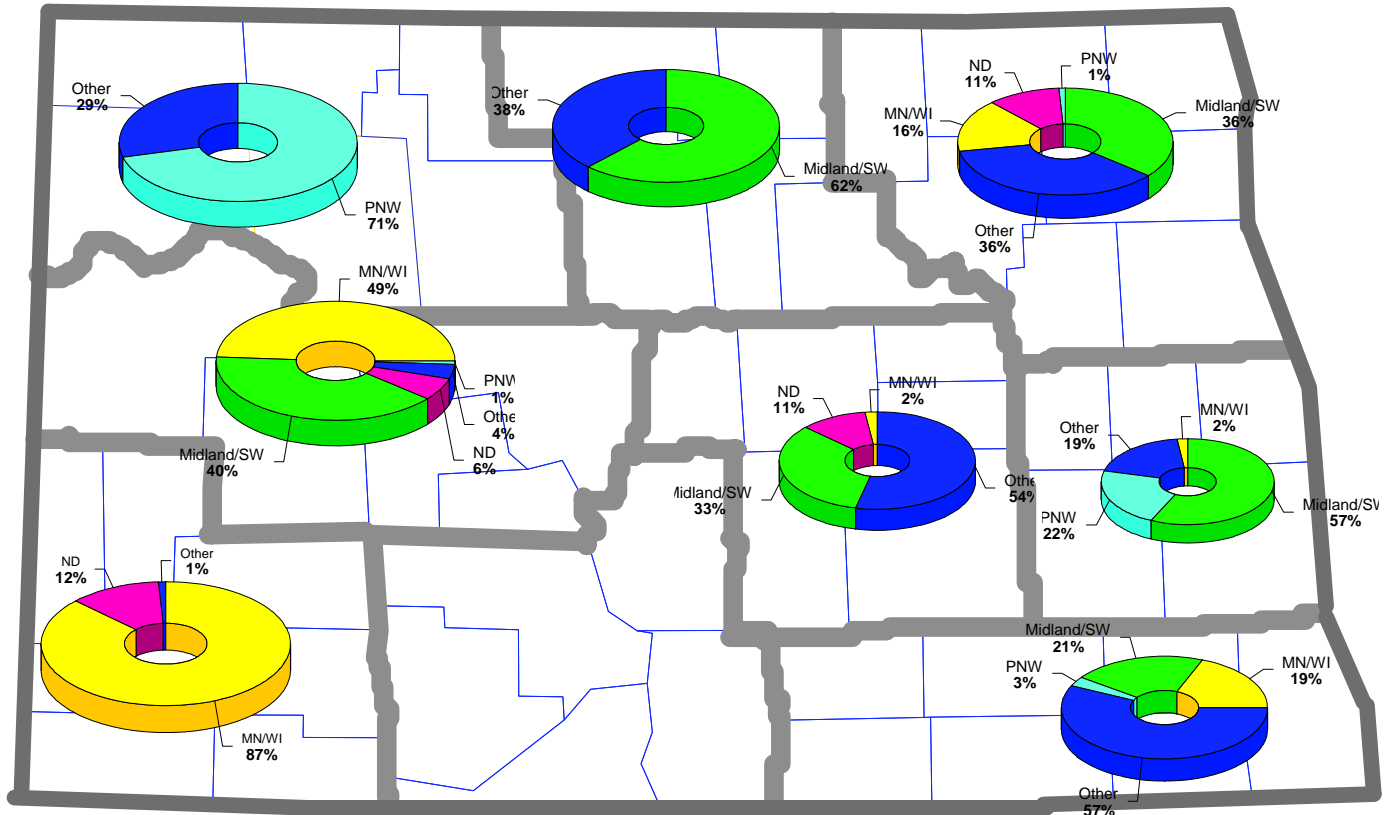 Other
29%
PNW
71%
Other
38%
Midland/SW
62%
ND
11%
PNW
1%
MN/WI
16%
Midland/SW
36%
Other
36%
MN/WI
49%
PNW
1%
Othe
4%
ND
6%
Midland/SW
40%
ND
11%
MN/WI
2%
Midland/SW
33%
Othe
54%
Other
19%
MN/WI
2%
PNW
22%
Midland/SW
57%
ND
12%
Other
1%
MN/WI
87%
Midland/SW
21%
PNW
3%
MN/WI
19%
Other
57%